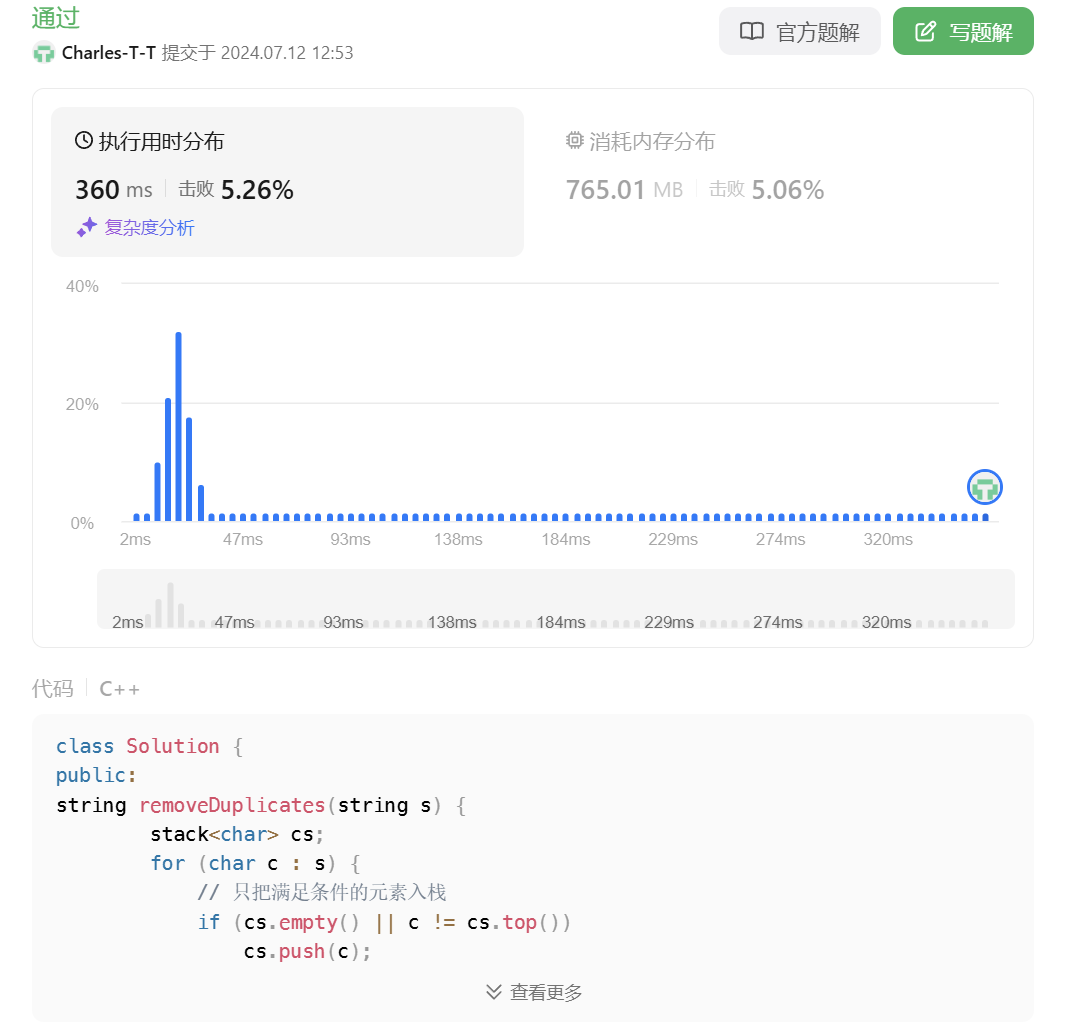 通过
官方题解
写题解
Charles-T-T 提交于 2024.07.12 12:53
执行用时分布
消耗内存分布
360 ms 击败 5.26%
765.01 MB 击败 5.06%
复杂度分析
40%
20%
0%
2ms 47ms 93ms 138ms 184ms 229ms 274ms 320ms
2ms 47ms 93ms 138ms 184ms 229ms 274ms 320ms
代码 C++
class Solution {
public:
string removeDuplicates(string s) {
        stack<char> cs;
        for (char c : s) {
            // 只把满足条件的元素入栈
            if (cs.empty() || c != cs.top())
                cs.push(c);
查看更多